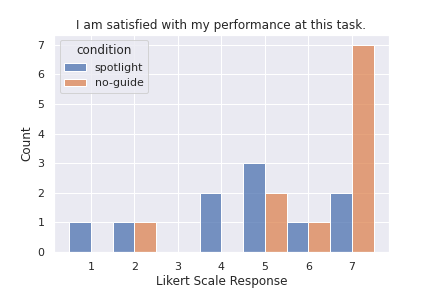 I am satisfied with my performance at this task.
7
6
5
4
3
2
1
0
Count
condition
spotlight
no-guide
1 2 3 4 5 6 7
Likert Scale Response